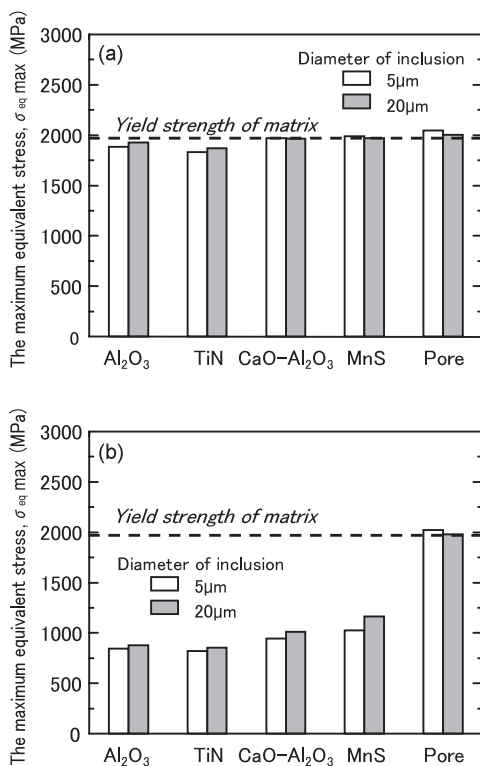 The maximum equivalent stress, σ eq max (MPa)
(a)
Diameter of inclusion
5μm
20μm
Yield strength of matrix
3000
2500
2000
1500
1000
500
0
Al₂O₃ TiN CaO−Al₂O₃ MnS Pore
The maximum equivalent stress, σ eq max (MPa)
(b)
Yield strength of matrix
Diameter of inclusion
5μm
20μm
3000
2500
2000
1500
1000
500
0
Al₂O₃ TiN CaO−Al₂O₃ MnS Pore